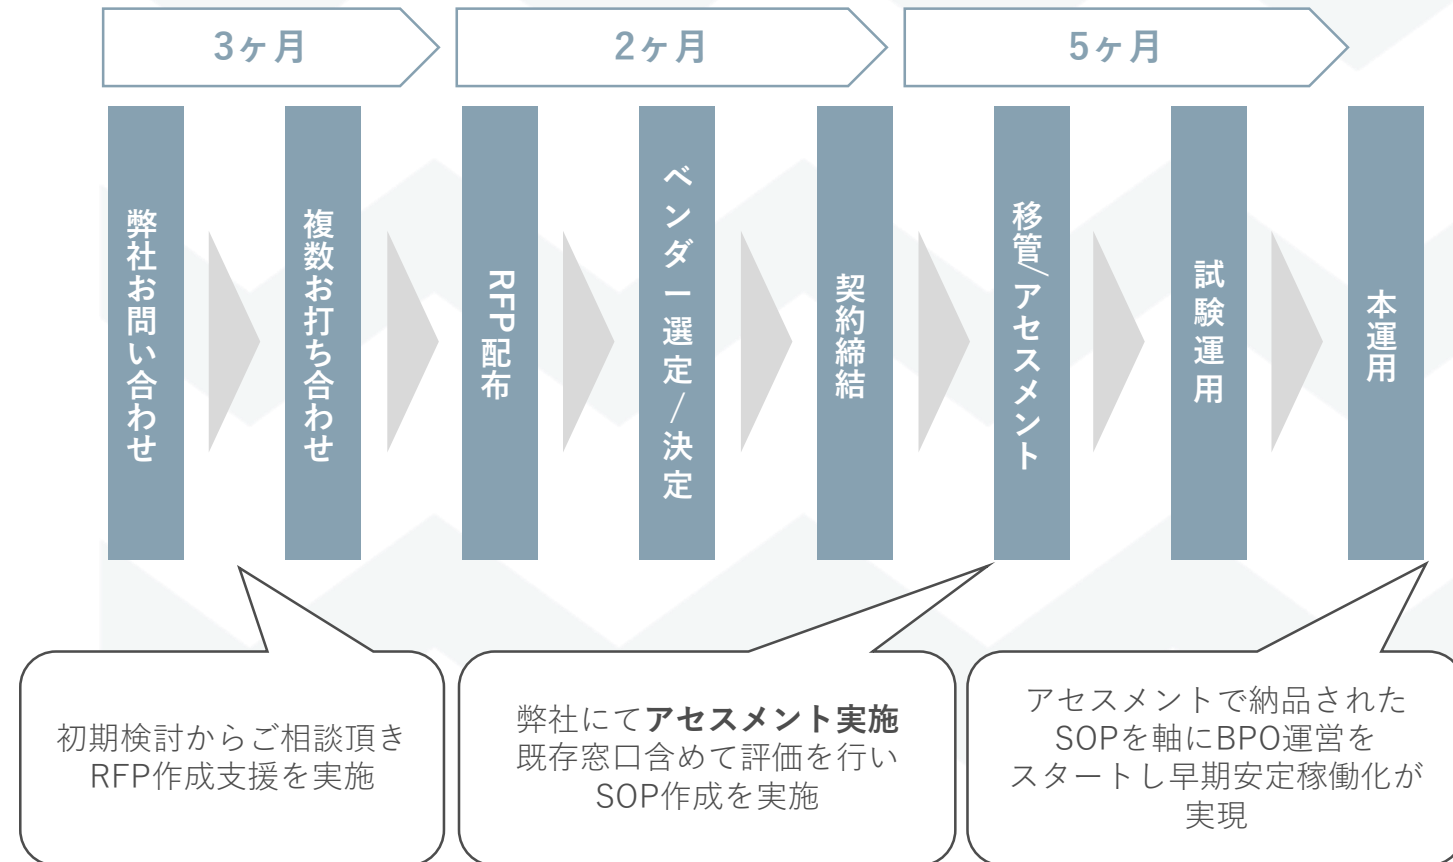 3ヶ月
2ヶ月
5ヶ月
弊社お問い合わせ
複数お打ち合わせ
RFP配布
ベンダー選定/決定
契約締結
移管/アセスメント
試験運用
本運用
初期検討からご相談頂き
RFP作成支援を実施
弊社にてアセスメント実施
既存窓口含めて評価を行い
SOP作成を実施
アセスメントで納品された
SOPを軸にBPO運営を
スタートし早期安定稼働化が
実現